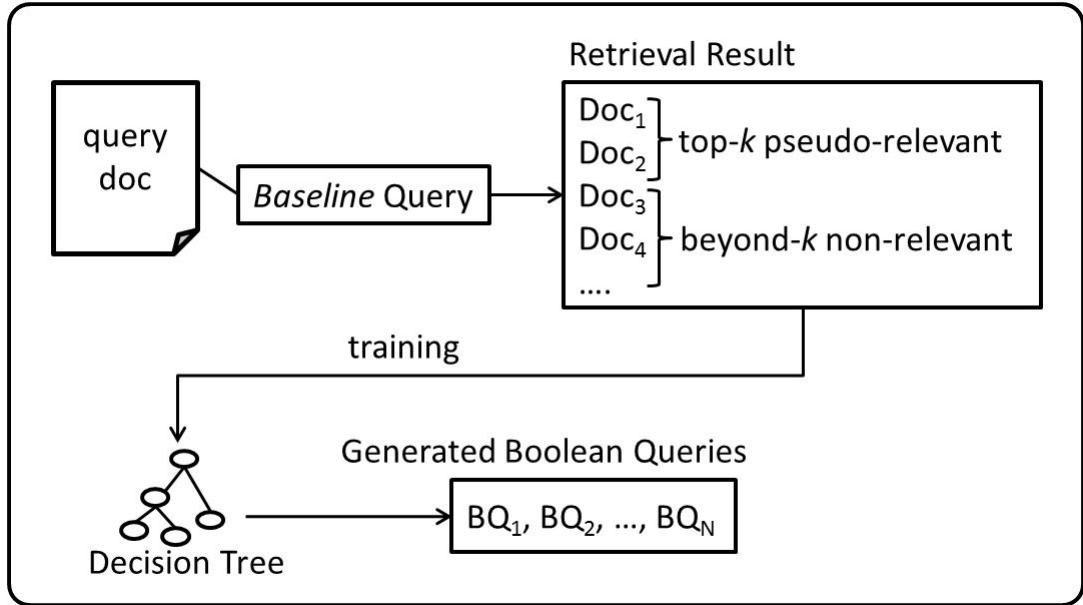 Retrieval Result
query
doc
Baseline Query
Doc₁
Doc₂
top-k pseudo-relevant
Doc₃
Doc₄
....
beyond-k non-relevant
training
Decision Tree
Generated Boolean Queries
BQ₁, BQ₂, ..., BQ_N